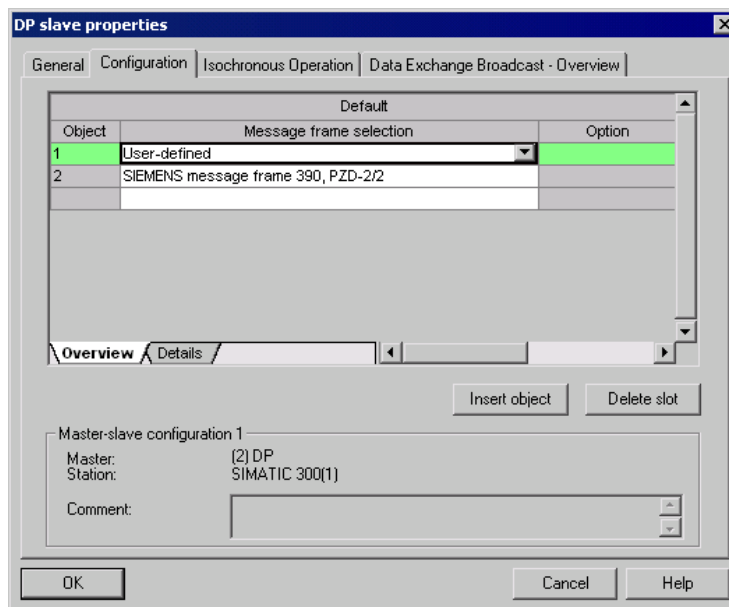 DP slave properties
General Configuration Isochronous Operation Data Exchange Broadcast - Overview
Default
Object Message frame selection Option
1 User-defined
2 SIEMENS message frame 390, PZD-2/2
Overview Details
Insert object Delete slot
Master-slave configuration 1
Master: (2) DP
Station: SIMATIC 300(1)
Comment:
OK Cancel Help